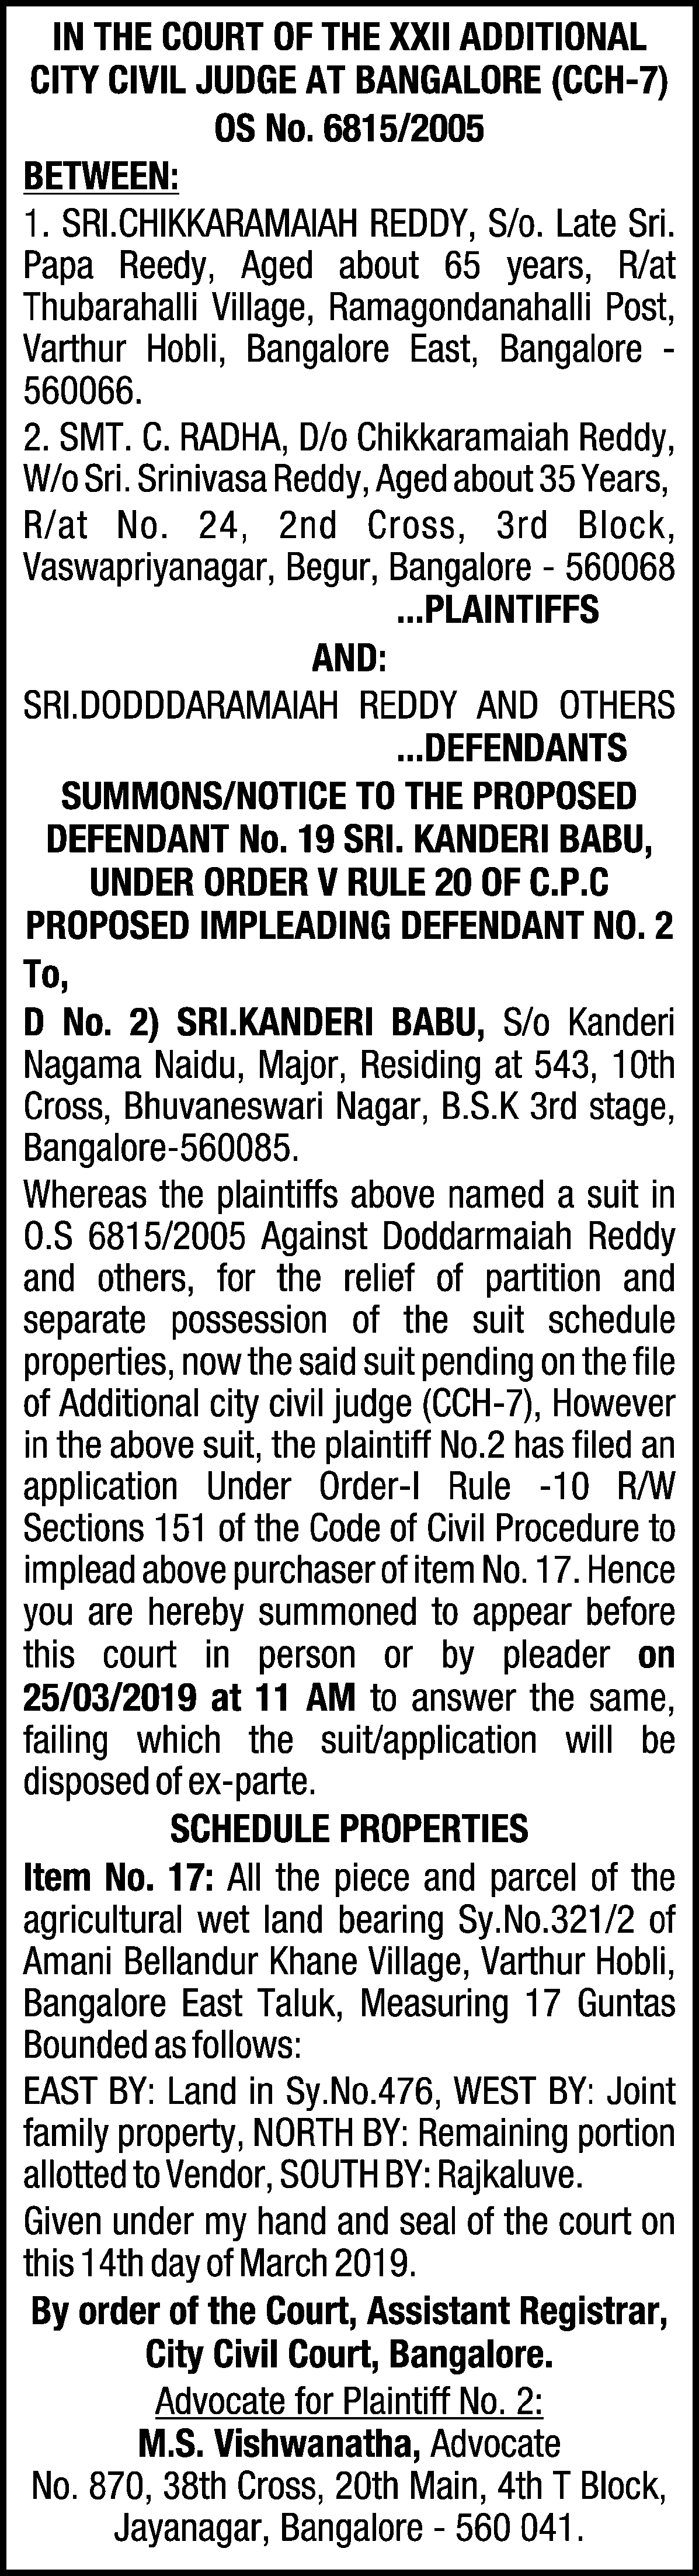 IN THE COURT OF THE XXII ADDITIONAL
CITY CIVIL JUDGE AT BANGALORE (CCH-7)
OS No. 6815/2005
BETWEEN:
1. SRI.CHIKKARAMAIAH REDDY, S/o. Late Sri.
Papa Reedy, Aged about 65 years, R/at
Thubarahalli Village, Ramagondanahalli Post,
Varthur Hobli, Bangalore East, Bangalore -
560066.
2. SMT. C. RADHA, D/o Chikkaramaiah Reddy,
W/o Sri. Srinivasa Reddy, Aged about 35 Years,
R/at No. 24, 2nd Cross, 3rd Block,
Vaswapriyanagar, Begur, Bangalore - 560068
...PLAINTIFFS
AND:
SRI.DODDDARAMAIAH REDDY AND OTHERS
...DEFENDANTS
SUMMONS/NOTICE TO THE PROPOSED
DEFENDANT No. 19 SRI. KANDERI BABU,
UNDER ORDER V RULE 20 OF C.P.C
PROPOSED IMPLEADING DEFENDANT NO. 2
To,
D No. 2) SRI.KANDERI BABU, S/o Kanderi
Nagama Naidu, Major, Residing at 543, 10th
Cross, Bhuvaneswari Nagar, B.S.K 3rd stage,
Bangalore-560085.
Whereas the plaintiffs above named a suit in
O.S 6815/2005 Against Doddarmaiah Reddy
and others, for the relief of partition and
separate possession of the suit schedule
properties, now the said suit pending on the file
of Additional city civil judge (CCH-7), However
in the above suit, the plaintiff No.2 has filed an
application Under Order-I Rule -10 R/W
Sections 151 of the Code of Civil Procedure to
implead above purchaser of item No. 17. Hence
you are hereby summoned to appear before
this court in person or by pleader on
25/03/2019 at 11 AM to answer the same,
failing which the suit/application will be
disposed of ex-parte.
SCHEDULE PROPERTIES
Item No. 17: All the piece and parcel of the
agricultural wet land bearing Sy.No.321/2 of
Amani Bellandur Khane Village, Varthur Hobli,
Bangalore East Taluk, Measuring 17 Guntas
Bounded as follows:
EAST BY: Land in Sy.No.476, WEST BY: Joint
family property, NORTH BY: Remaining portion
allotted to Vendor, SOUTH BY: Rajkaluve.
Given under my hand and seal of the court on
this 14th day of March 2019.
By order of the Court, Assistant Registrar,
City Civil Court, Bangalore.
Advocate for Plaintiff No. 2:
M.S. Vishwanatha, Advocate
No. 870, 38th Cross, 20th Main, 4th T Block,
Jayanagar, Bangalore - 560 041.